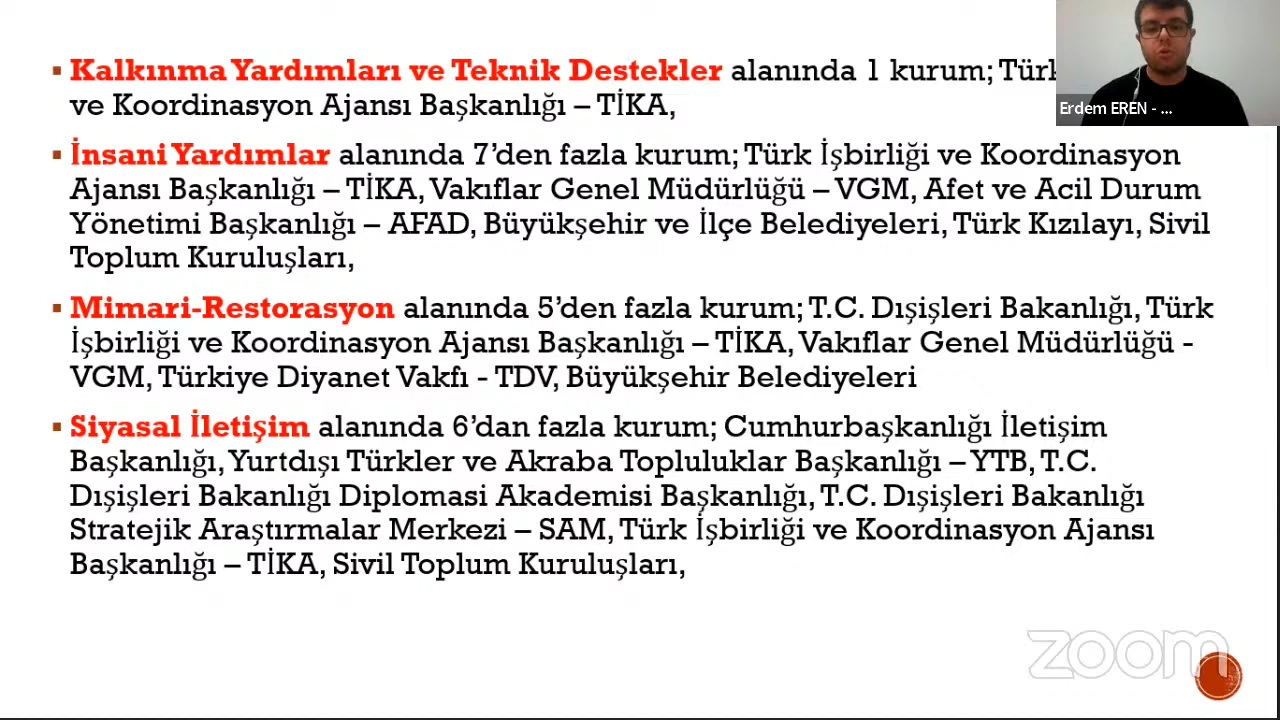 Kalkınma Yardımları ve Teknik Destekler alanında 1 kurum; Türk
ve Koordinasyon Ajansı Başkanlığı – TİKA,
İnsani Yardımlar alanında 7’den fazla kurum; Türk İşbirliği ve Koordinasyon
Ajansı Başkanlığı – TİKA, Vakıflar Genel Müdürlüğü – VGM, Afet ve Acil Durum
Yönetimi Başkanlığı – AFAD, Büyükşehir ve İlçe Belediyeleri, Türk Kızılayı, Sivil
Toplum Kuruluşları,
Mimari-Restorasyon alanında 5’den fazla kurum; T.C. Dışişleri Bakanlığı, Türk
İşbirliği ve Koordinasyon Ajansı Başkanlığı – TİKA, Vakıflar Genel Müdürlüğü -
VGM, Türkiye Diyanet Vakfı - TDV, Büyükşehir Belediyeleri
Siyasal İletişim alanında 6’dan fazla kurum; Cumhurbaşkanlığı İletişim
Başkanlığı, Yurtdışı Türkler ve Akraba Topluluklar Başkanlığı – YTB, T.C.
Dışişleri Bakanlığı Diplomasi Akademisi Başkanlığı, T.C. Dışişleri Bakanlığı
Stratejik Araştırmalar Merkezi – SAM, Türk İşbirliği ve Koordinasyon Ajansı
Başkanlığı – TİKA, Sivil Toplum Kuruluşları,
Erdem EREN - ...
zoom